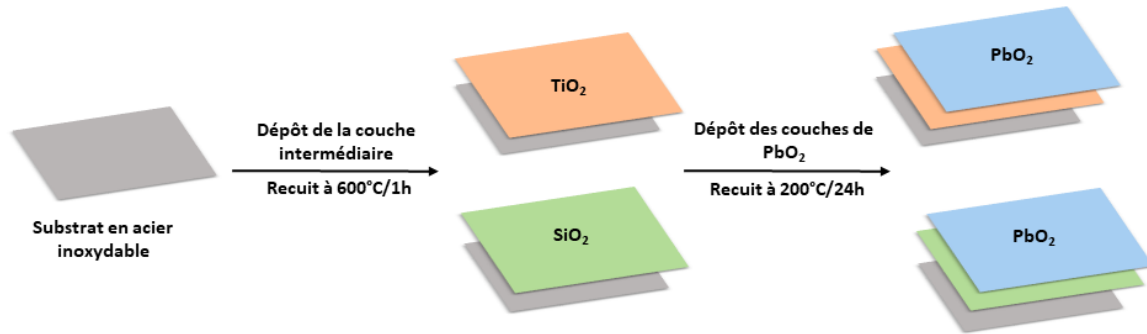 Substrat en acier
inoxydable
Dépôt de la couche
intermédiaire
Recuit à 600°C/1h
TiO₂
SiO₂
Dépôt des couches de
PbO₂
Recuit à 200°C/24h
PbO₂
PbO₂